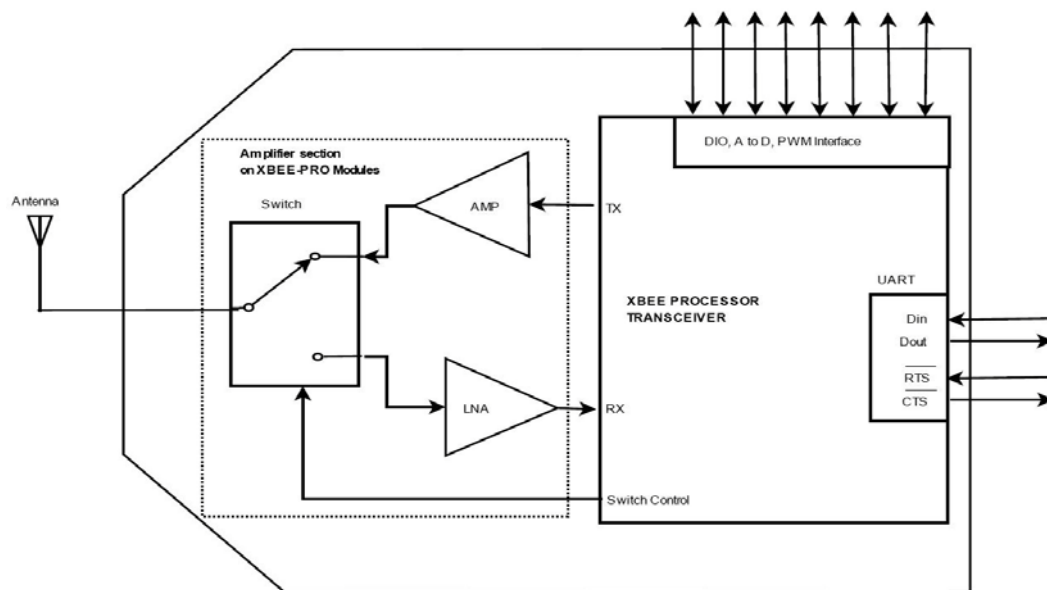 DIO, A to D, PWM Interface
Amplifier section
on XBEE-PRO Modules
Antenna
Switch
AMP
TX
UART
XBEE PROCESSOR
TRANSCEIVER
Din
Dout
RTS
CTS
LNA
RX
Switch Control